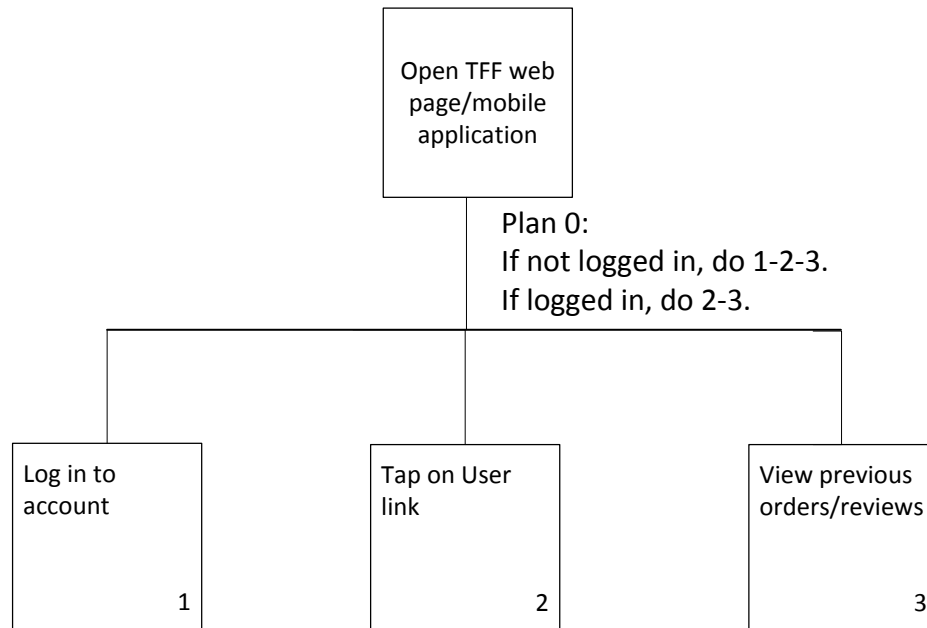 Open TFF web
page/mobile
application
Plan 0:
If not logged in, do 1-2-3.
If logged in, do 2-3.
Log in to
account
1
Tap on User
link
2
View previous
orders/reviews
3